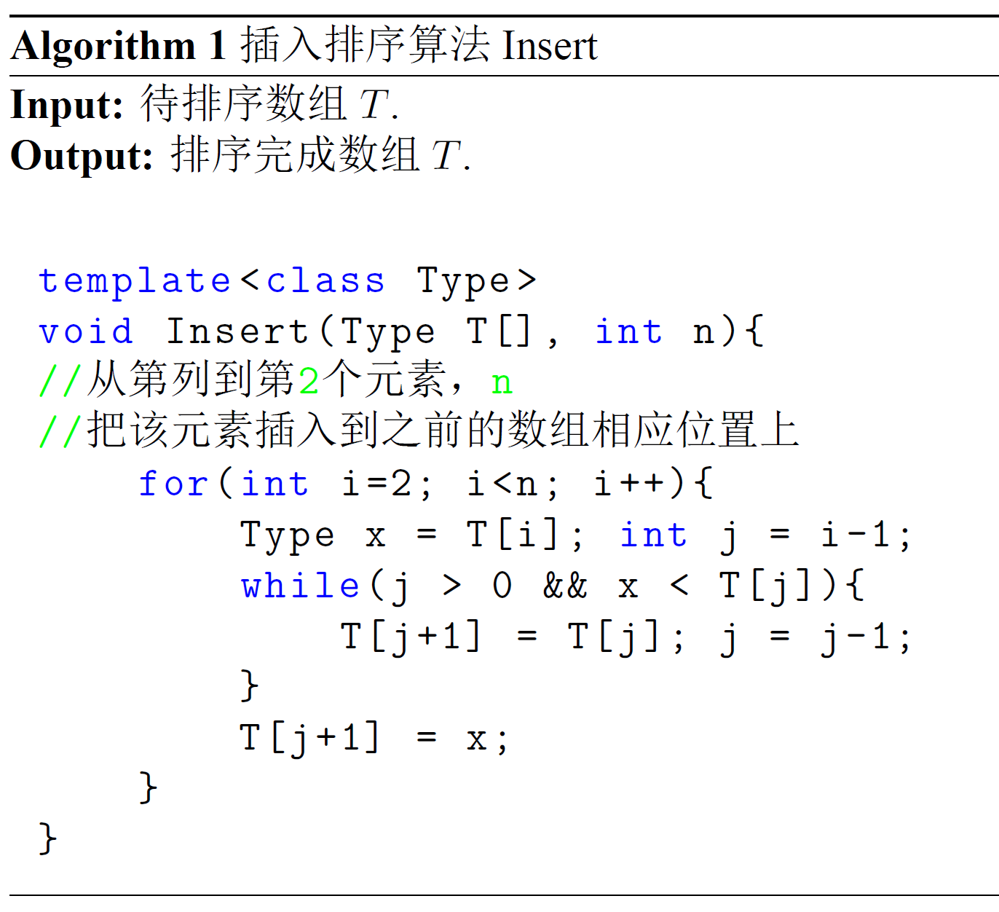 Algorithm 1 插入排序算法 Insert
Input: 待排序数组 T.
Output: 排序完成数组 T.
template<class Type>
void Insert(Type T[], int n){
//从第列到第2个元素，n
//把该元素插入到之前的数组相应位置上
for(int i=2; i<n; i++){
Type x = T[i]; int j = i-1;
while(j > 0 && x < T[j]){
T[j+1] = T[j]; j = j-1;
}
T[j+1] = x;
}
}